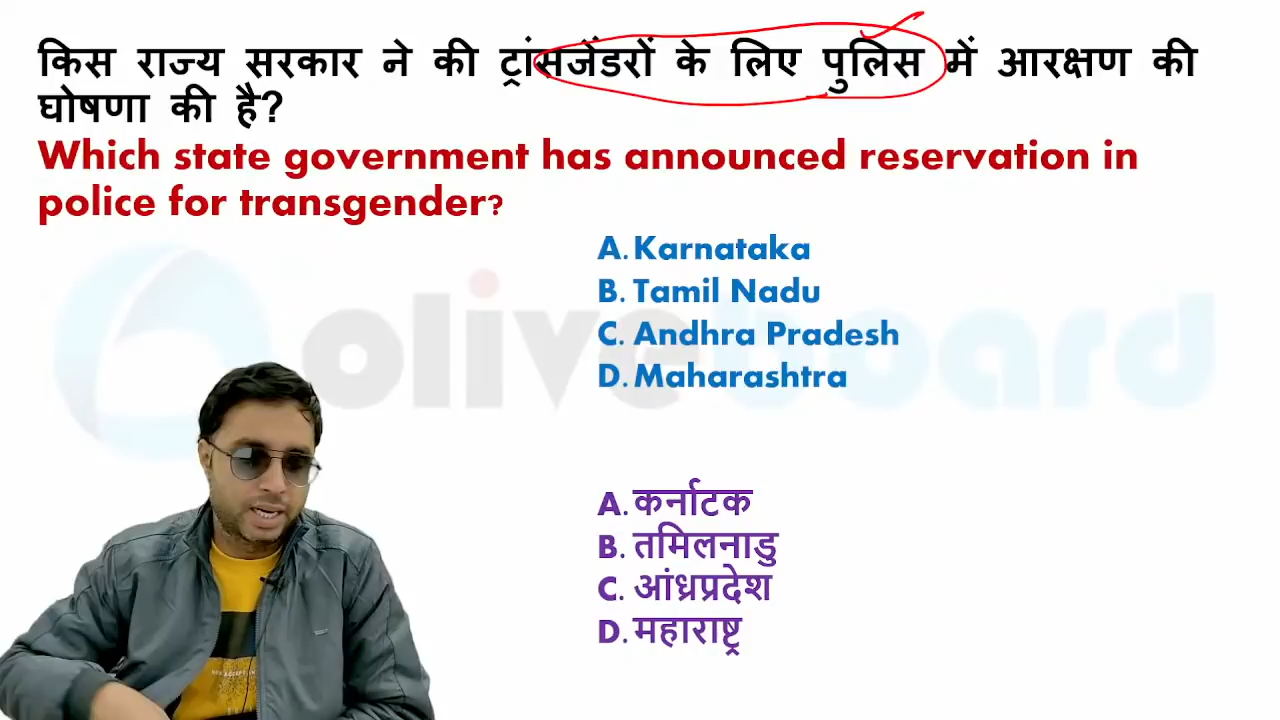 किस राज्य सरकार ने की ट्रांसजेंडरों के लिए पुलिस में आरक्षण की
घोषणा की है?
Which state government has announced reservation in
police for transgender?
A. Karnataka
B. Tamil Nadu
C. Andhra Pradesh
D. Maharashtra
oliveboard
A. कर्नाटक
B. तमिलनाडु
C. आंध्रप्रदेश
D. महाराष्ट्र